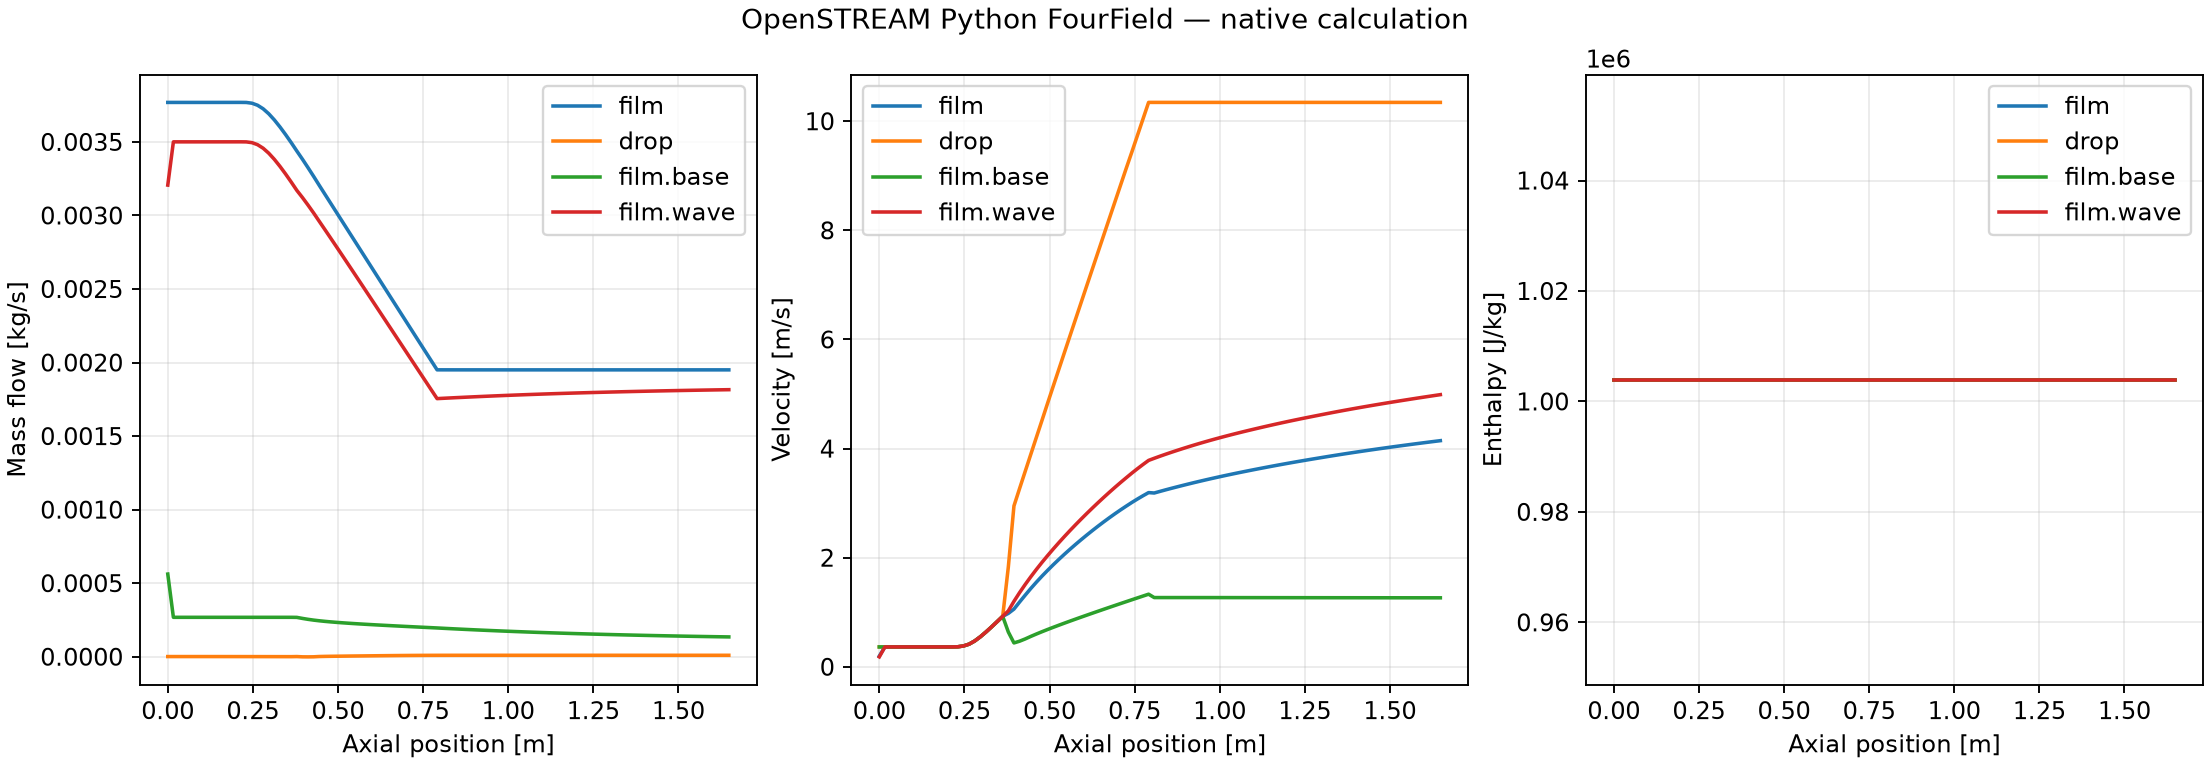 OpenSTREAM Python FourField — native calculation
Mass flow [kg/s]
0.0035
0.0030
0.0025
0.0020
0.0015
0.0010
0.0005
0.0000
film
drop
film.base
film.wave
0.00 0.25 0.50 0.75 1.00 1.25 1.50
Axial position [m]
Velocity [m/s]
10
8
6
4
2
0
film
drop
film.base
film.wave
0.00 0.25 0.50 0.75 1.00 1.25 1.50
Axial position [m]
1e6
Enthalpy [J/kg]
1.04
1.02
1.00
0.98
0.96
film
drop
film.base
film.wave
0.00 0.25 0.50 0.75 1.00 1.25 1.50
Axial position [m]